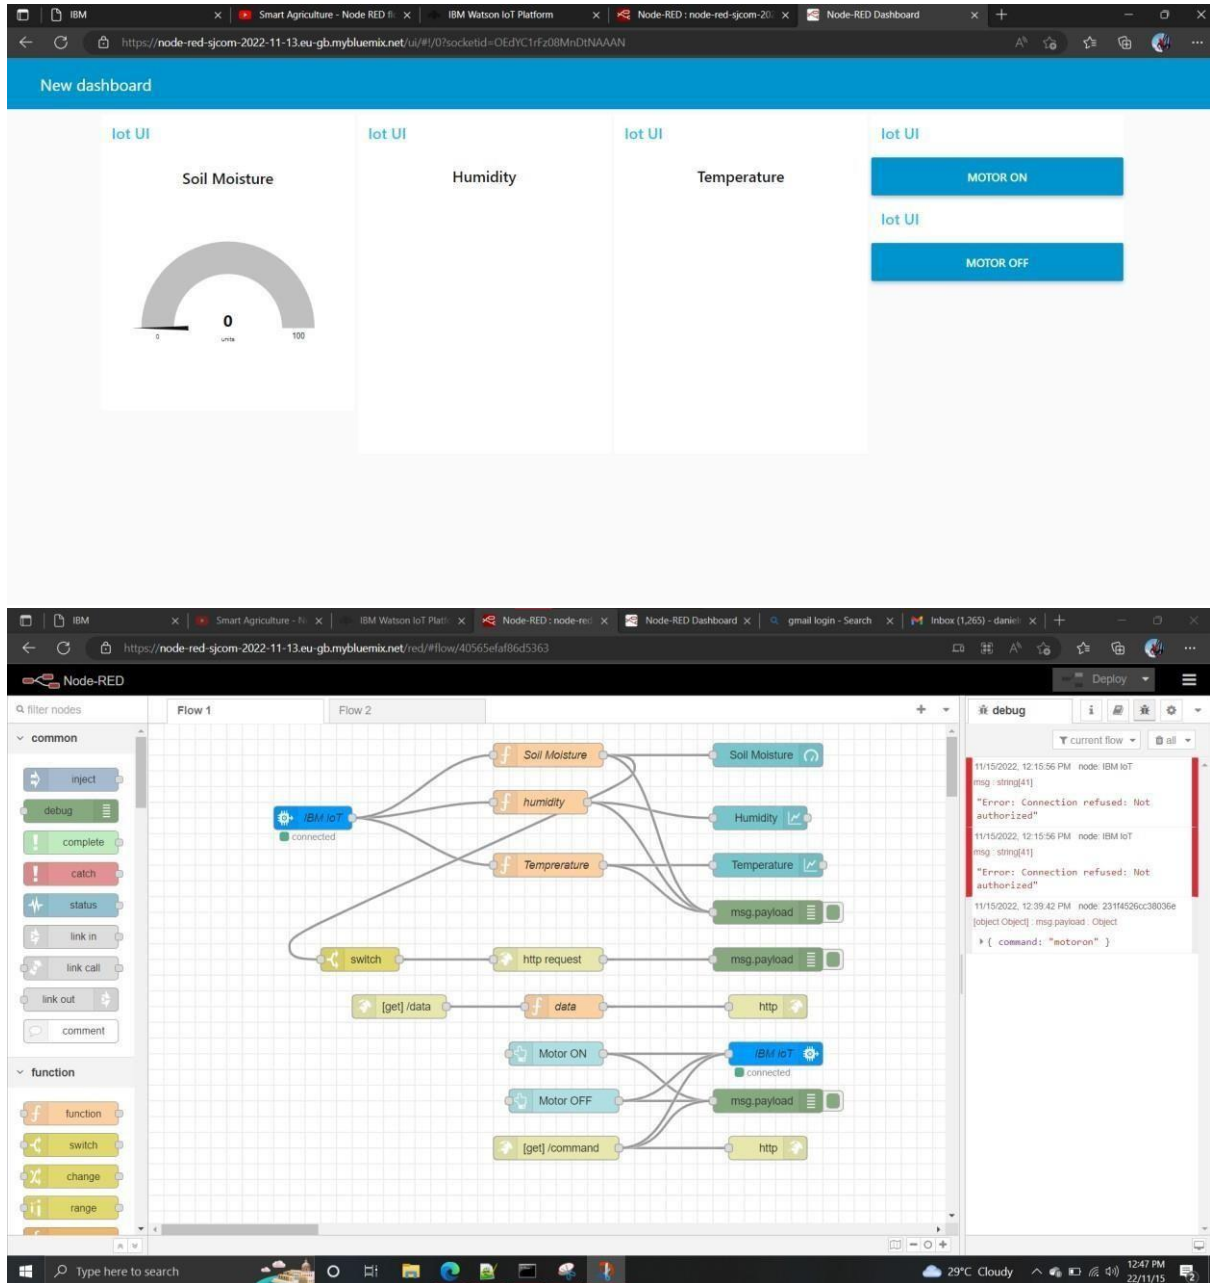 IBM
Smart Agriculture - Node RED fl
IBM Watson IoT Platform
Node-RED : node-red-sjcom-20
Node-RED Dashboard
https://node-red-sjcom-2022-11-13.eu-gb.mybluemix.net/ui/#!/0?socketid=OEdYC1rFz08MnDtNAAAN
New dashboard
Iot UI
Soil Moisture
0
units
0
100
Iot UI
Humidity
Iot UI
Temperature
Iot UI
MOTOR ON
Iot UI
MOTOR OFF
IBM
Smart Agriculture - N
IBM Watson IoT Platf
Node-RED : node-red
Node-RED Dashboard
gmail login - Search
Inbox (1,265) - daniel
https://node-red-sjcom-2022-11-13.eu-gb.mybluemix.net/red/#flow/40565efaf86d5363
Node-RED
Deploy
filter nodes
common
inject
debug
complete
catch
status
link in
link call
link out
comment
function
function
switch
change
range
Flow 1
Flow 2
Soil Moisture
Soil Moisture
humidity
IBM IoT
connected
Humidity
Temprerature
Temperature
msg.payload
switch
http request
msg.payload
[get] /data
data
http
Motor ON
IBM IoT
connected
Motor OFF
msg.payload
[get] /command
http
debug
i
current flow
all
11/15/2022, 12:15:56 PM node: IBM IoT
msg : string[41]
"Error: Connection refused: Not
authorized"
11/15/2022, 12:15:56 PM node: IBM IoT
msg : string[41]
"Error: Connection refused: Not
authorized"
11/15/2022, 12:39:42 PM node: 231f4526cc38036e
[object Object] : msg.payload : Object
{ command: "motoron" }
Type here to search
29°C Cloudy
12:47 PM
22/11/15